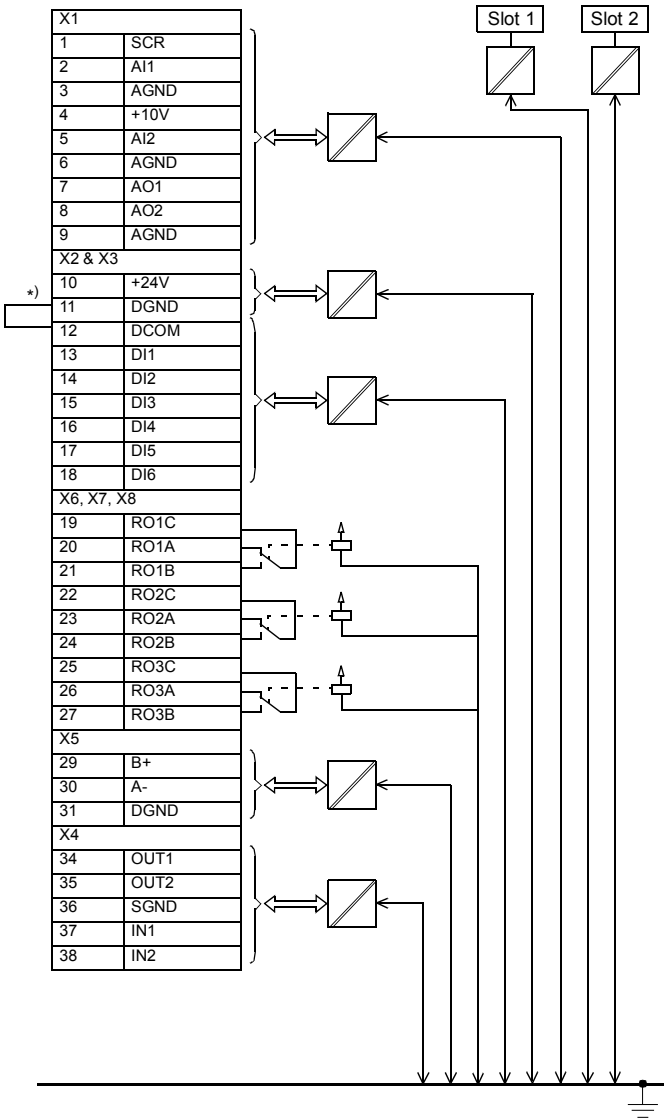 Slot 1 Slot 2
X1
1 SCR
2 AI1
3 AGND
4 +10V
5 AI2
6 AGND
7 AO1
8 AO2
9 AGND
X2 & X3
10 +24V
*)
11 DGND
12 DCOM
13 DI1
14 DI2
15 DI3
16 DI4
17 DI5
18 DI6
X6, X7, X8
19 RO1C
20 RO1A
21 RO1B
22 RO2C
23 RO2A
24 RO2B
25 RO3C
26 RO3A
27 RO3B
X5
29 B+
30 A-
31 DGND
X4
34 OUT1
35 OUT2
36 SGND
37 IN1
38 IN2